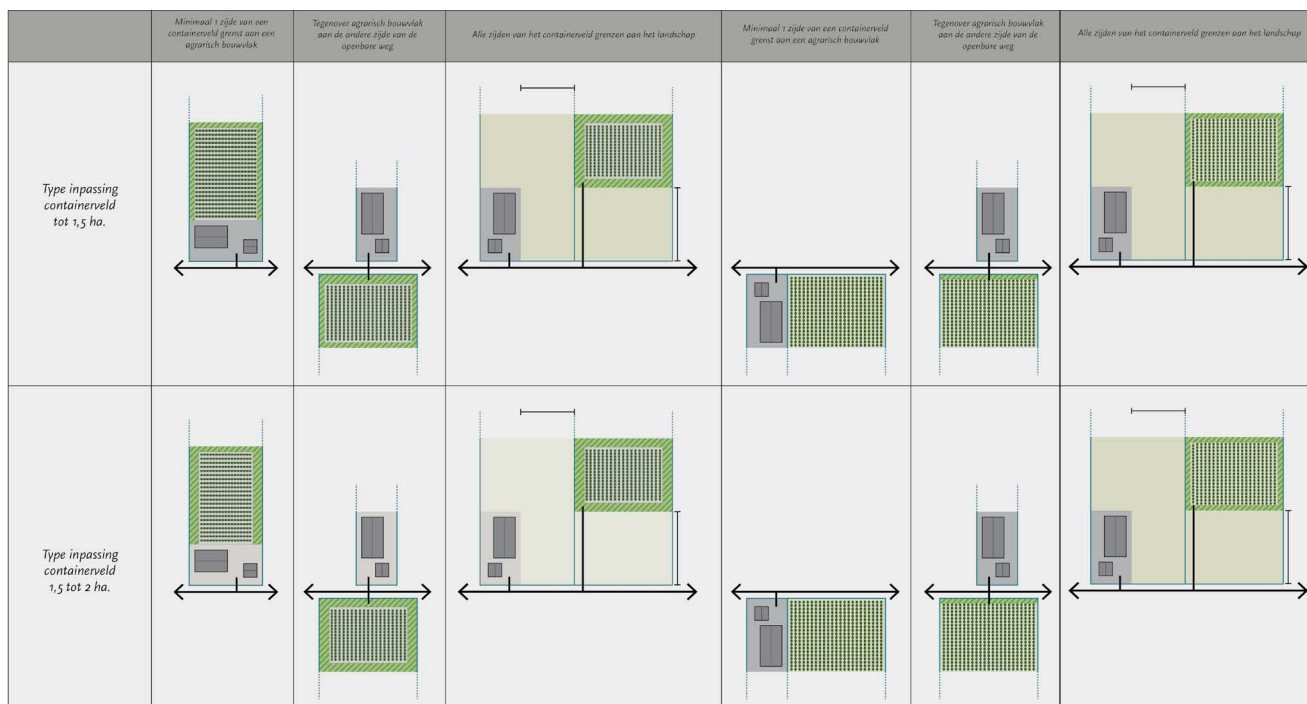 Minimaal 1 zijde van een
containerveld grenst aan een
agrarisch bouwvlak
Tegenover agrarisch bouwvlak
aan de andere zijde van de
openbare weg
Alle zijden van het containerveld grenzen aan het landschap
Minimaal 1 zijde van een containerveld
grenst aan een agrarisch bouwvlak
Tegenover agrarisch bouwvlak
aan de andere zijde van de
openbare weg
Alle zijden van het containerveld grenzen aan het landschap
Type inpassing
containerveld
tot 1,5 ha.
Type inpassing
containerveld
1,5 tot 2 ha.